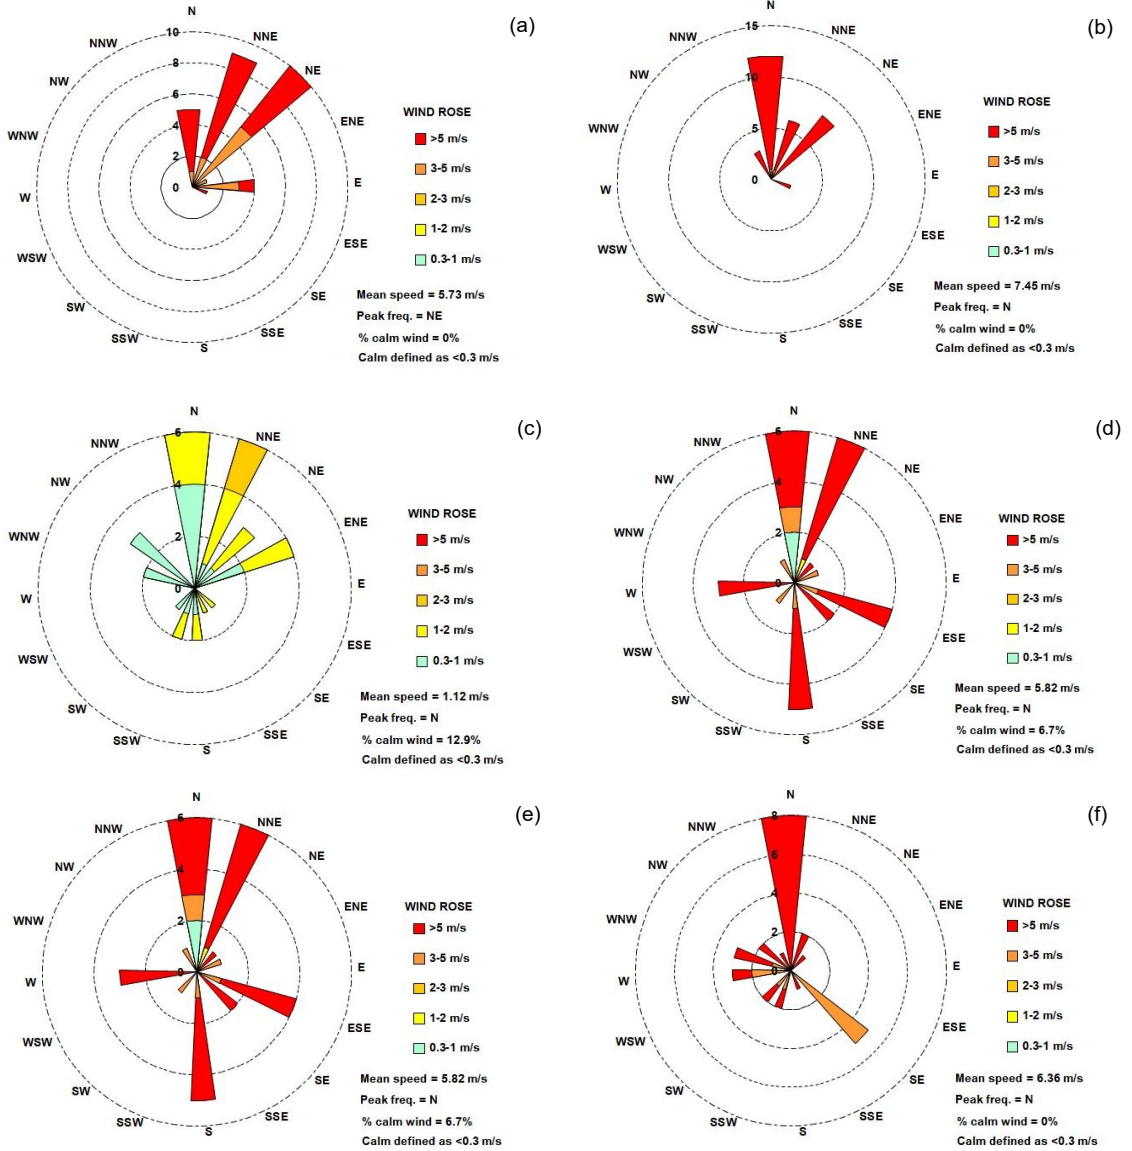 (a)
N
NNE
NE
ENE
E
ESE
SE
SSE
S
SSW
SW
WSW
W
WNW
NW
NNW
10
8
6
4
2
0
WIND ROSE
>5 m/s
3-5 m/s
2-3 m/s
1-2 m/s
0.3-1 m/s
Mean speed = 5.73 m/s
Peak freq. = NE
% calm wind = 0%
Calm defined as <0.3 m/s
(b)
N
NNE
NE
ENE
E
ESE
SE
SSE
S
SSW
SW
WSW
W
WNW
NW
NNW
15
10
5
0
WIND ROSE
>5 m/s
3-5 m/s
2-3 m/s
1-2 m/s
0.3-1 m/s
Mean speed = 7.45 m/s
Peak freq. = N
% calm wind = 0%
Calm defined as <0.3 m/s
(c)
N
NNE
NE
ENE
E
ESE
SE
SSE
S
SSW
SW
WSW
W
WNW
NW
NNW
6
4
2
0
WIND ROSE
>5 m/s
3-5 m/s
2-3 m/s
1-2 m/s
0.3-1 m/s
Mean speed = 1.12 m/s
Peak freq. = N
% calm wind = 12.9%
Calm defined as <0.3 m/s
(d)
N
NNE
NE
ENE
E
ESE
SE
SSE
S
SSW
SW
WSW
W
WNW
NW
NNW
6
4
2
0
WIND ROSE
>5 m/s
3-5 m/s
2-3 m/s
1-2 m/s
0.3-1 m/s
Mean speed = 5.82 m/s
Peak freq. = N
% calm wind = 6.7%
Calm defined as <0.3 m/s
(e)
N
NNE
NE
ENE
E
ESE
SE
SSE
S
SSW
SW
WSW
W
WNW
NW
NNW
6
4
2
0
WIND ROSE
>5 m/s
3-5 m/s
2-3 m/s
1-2 m/s
0.3-1 m/s
Mean speed = 5.82 m/s
Peak freq. = N
% calm wind = 6.7%
Calm defined as <0.3 m/s
(f)
N
NNE
NE
ENE
E
ESE
SE
SSE
S
SSW
SW
WSW
W
WNW
NW
NNW
8
6
4
2
0
WIND ROSE
>5 m/s
3-5 m/s
2-3 m/s
1-2 m/s
0.3-1 m/s
Mean speed = 6.36 m/s
Peak freq. = N
% calm wind = 0%
Calm defined as <0.3 m/s